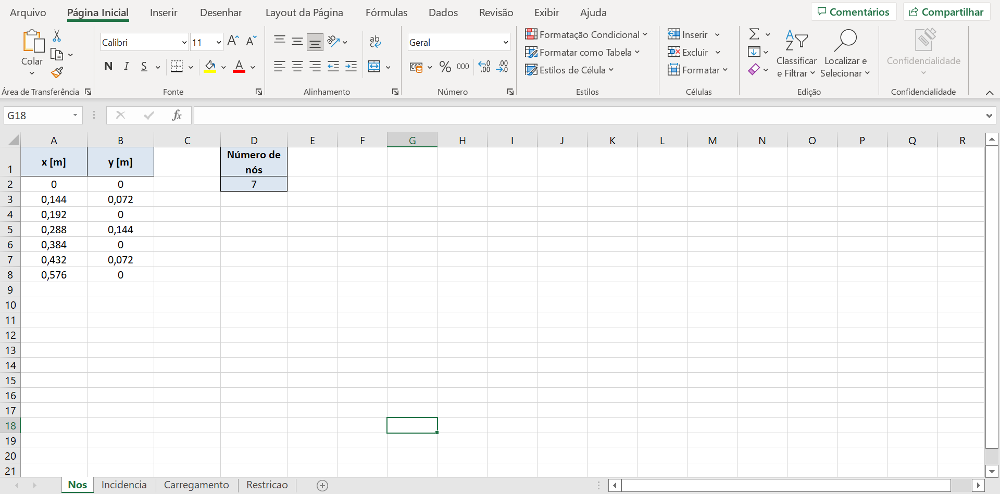 Arquivo Página Inicial Inserir Desenhar Layout da Página Fórmulas Dados Revisão Exibir Ajuda Comentários Compartilhar
Colar
Área de Transferência
Calibri 11
N I S A
Fonte
ab
Alinhamento
Geral
% 000 ,00 ,00
Número
Formatação Condicional
Formatar como Tabela
Estilos de Célula
Estilos
Inserir
Excluir
Formatar
Células
Classificar
e Filtrar
Localizar e
Selecionar
Edição
Confidencialidade
Confidencialidade
G18 fx
A B C D E F G H I J K L M N O P Q R
1 x [m] y [m] Número de nós
2 0 0 7
3 0,144 0,072
4 0,192 0
5 0,288 0,144
6 0,384 0
7 0,432 0,072
8 0,576 0
9
10
11
12
13
14
15
16
17
18
19
20
21
Nos Incidencia Carregamento Restricao